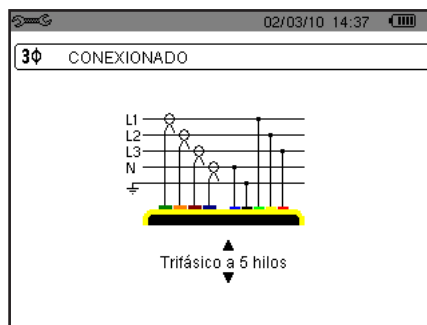 02/03/10 14:37
3Φ CONEXIONADO
L1
L2
L3
N
Trifásico a 5 hilos